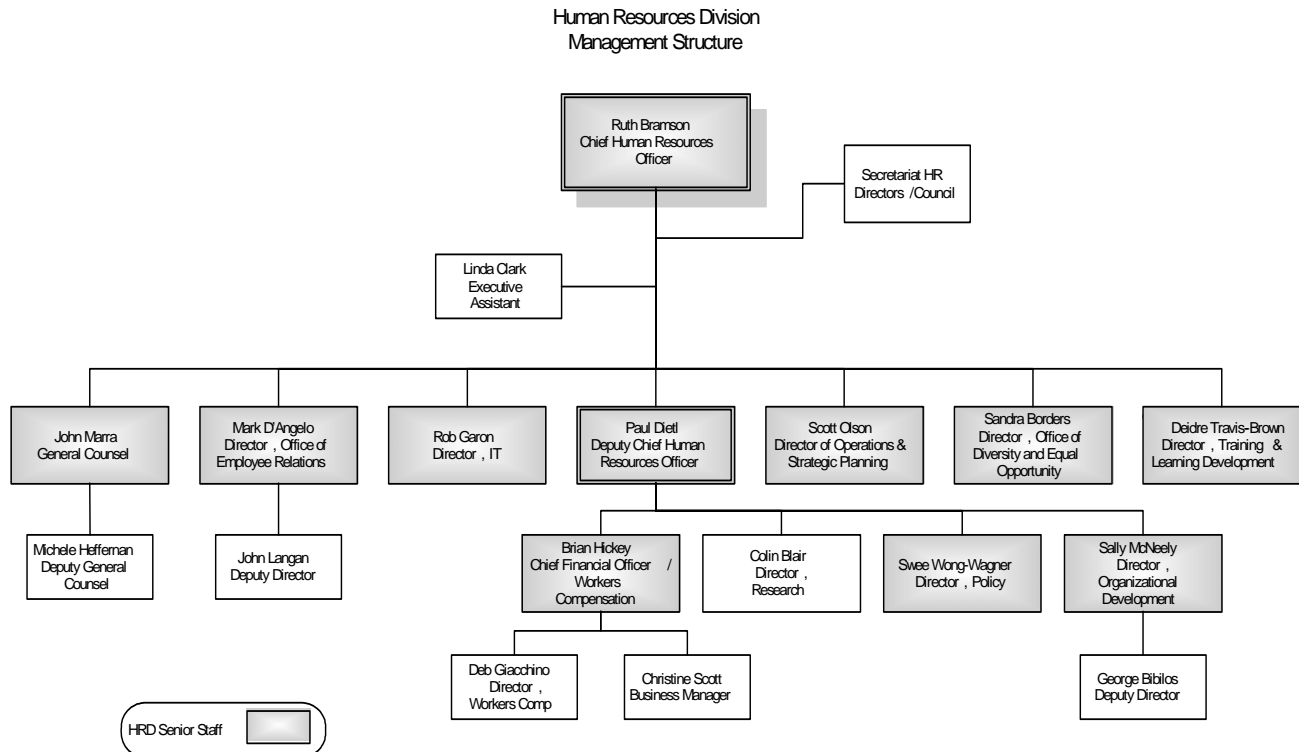 Human Resources Division
Management Structure
Ruth Bramson
Chief Human Resources
Officer
Secretariat HR
Directors /Council
Linda Clark
Executive
Assistant
John Marra
General Counsel
Mark D'Angelo
Director , Office of
Employee Relations
Rob Garon
Director , IT
Paul Dietl
Deputy Chief Human
Resources Officer
Scott Olson
Director of Operations &
Strategic Planning
Sandra Borders
Director , Office of
Diversity and Equal
Opportunity
Deidre Travis-Brown
Director , Training &
Learning Development
Michele Heffernan
Deputy General
Counsel
John Langan
Deputy Director
Brian Hickey
Chief Financial Officer /
Workers
Compensation
Colin Blair
Director ,
Research
Swee Wong-Wagner
Director , Policy
Sally McNeely
Director ,
Organizational
Development
Deb Giacchino
Director ,
Workers Comp
Christine Scott
Business Manager
George Bibilos
Deputy Director
HRD Senior Staff